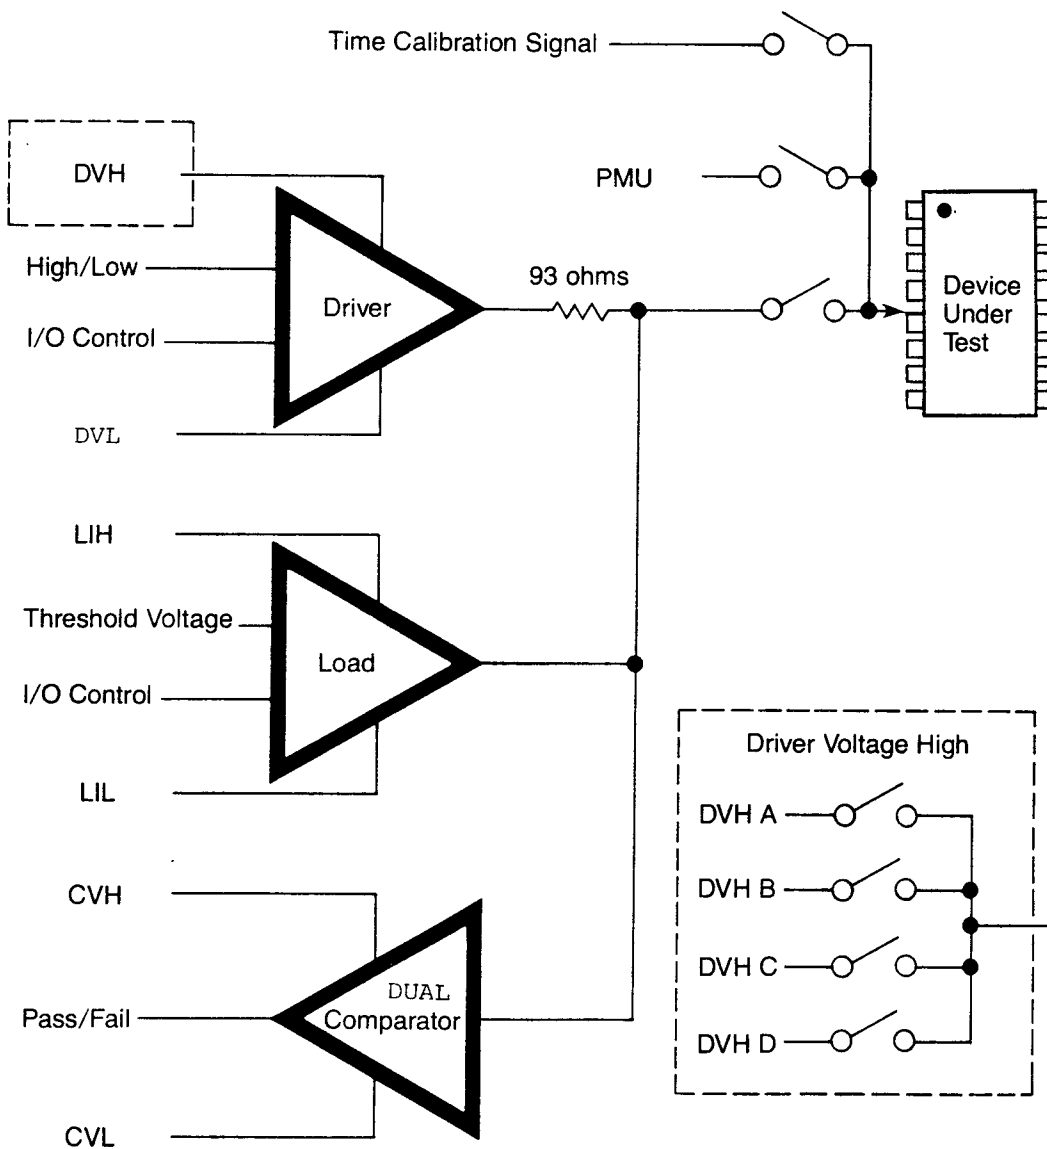 Time Calibration Signal
DVH
PMU
High/Low
93 ohms
Driver
I/O Control
Device
Under
Test
DVL
LIH
Threshold Voltage
Load
I/O Control
LIL
Driver Voltage High
DVH A
DVH B
DVH C
DVH D
CVH
DUAL
Comparator
Pass/Fail
CVL